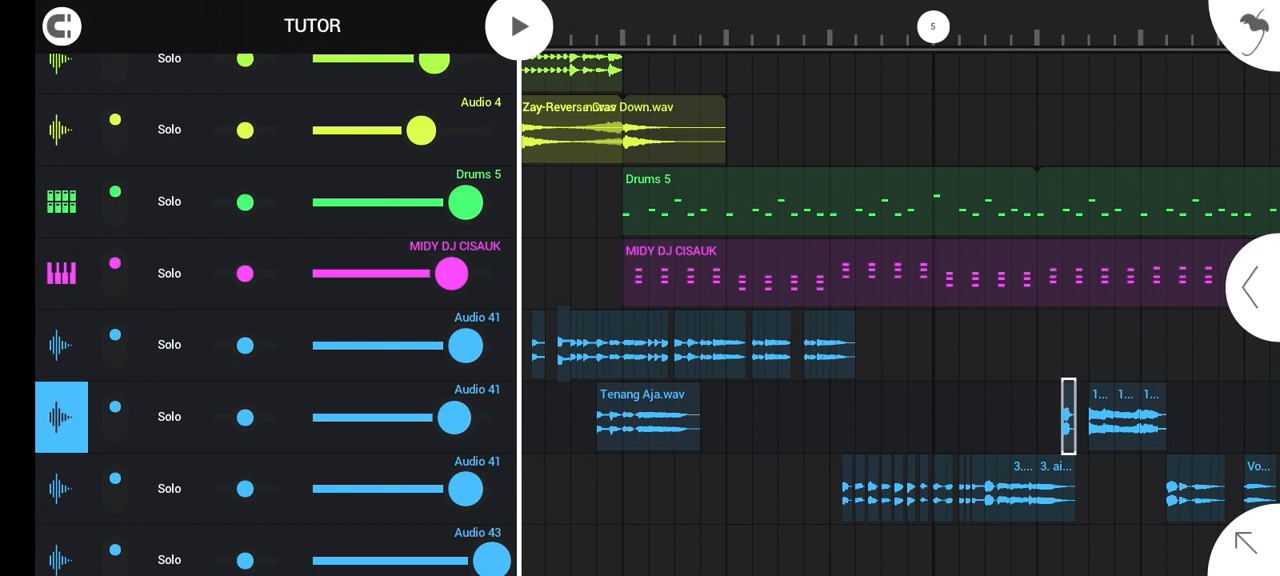 TUTOR
5
Solo
Audio 4
Solo
Zay-Reverse
Down.wav
Drums 5
Solo
Drums 5
MIDY DJ CISAUK
Solo
MIDY DJ CISAUK
Audio 41
Solo
Audio 41
Solo
Tenang Aja.wav
1...
1...
1...
Audio 41
Solo
3....
3. ai...
Vo...
Audio 43
Solo